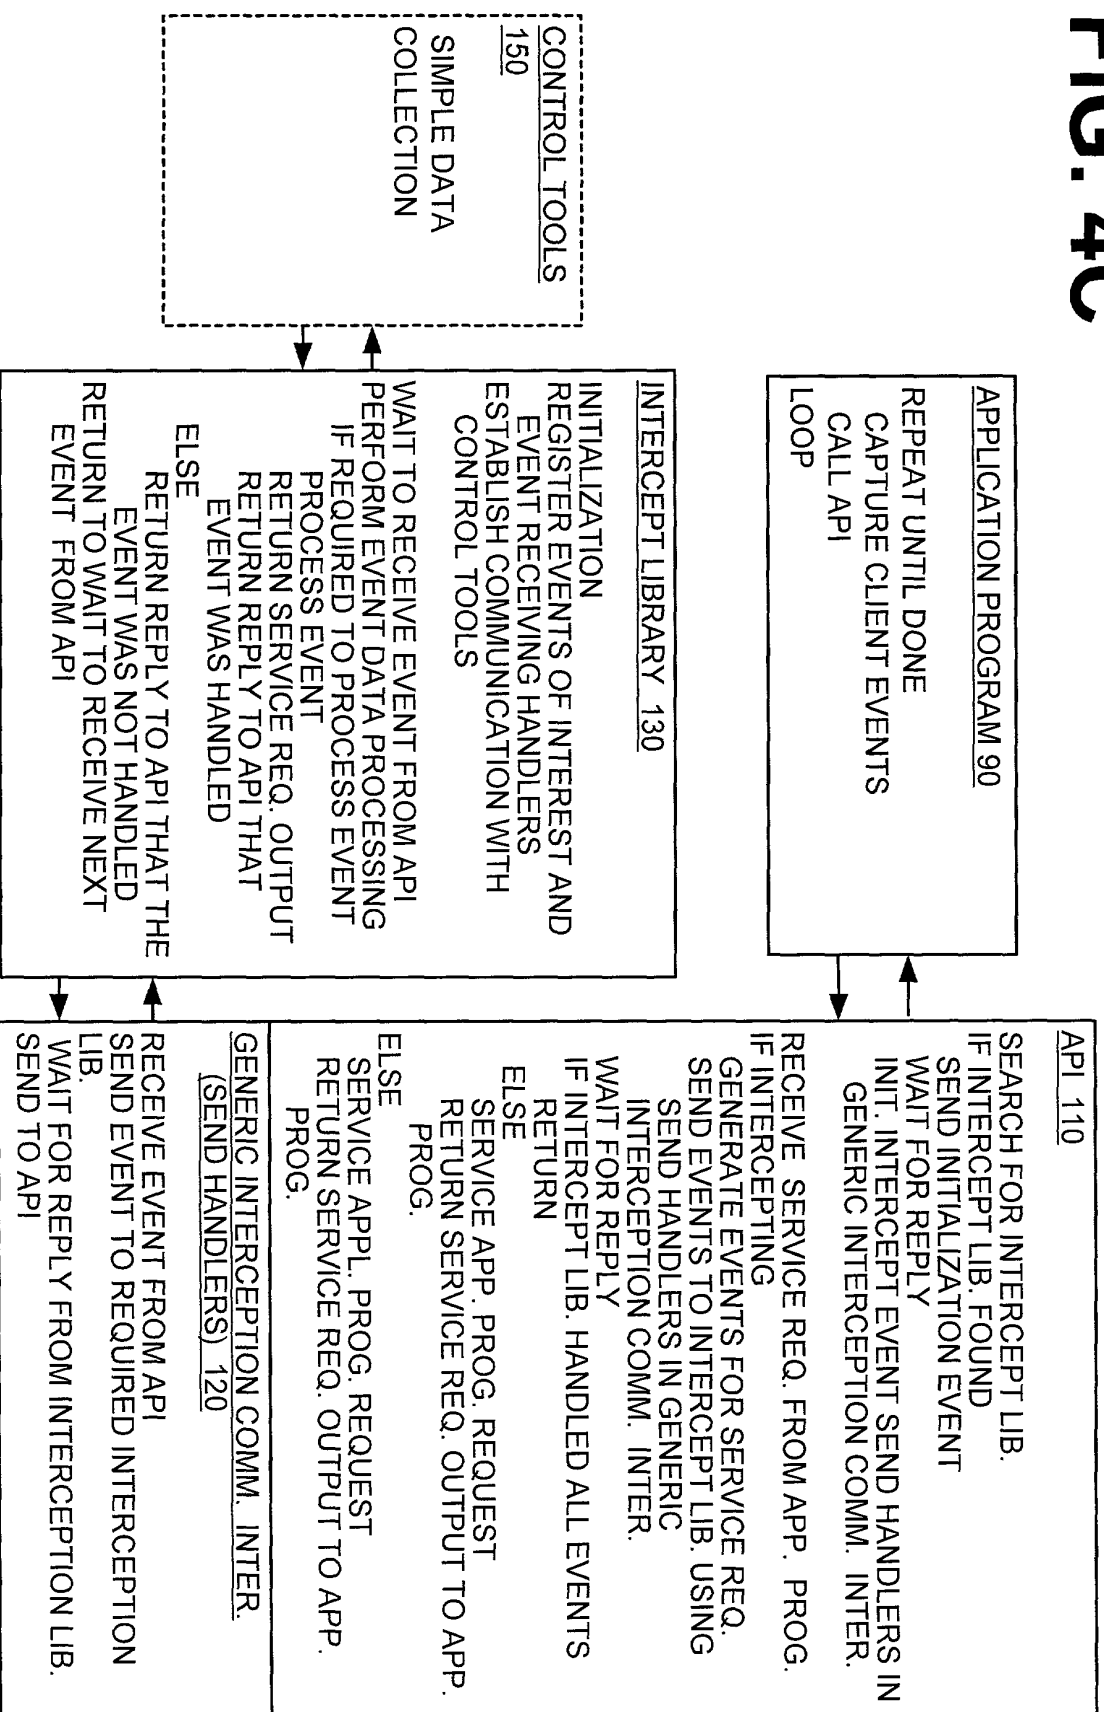 FIG. 4C
APPLICATION PROGRAM 90
REPEAT UNTIL DONE
CAPTURE CLIENT EVENTS
CALL API
LOOP
API 110
SEARCH FOR INTERCEPT LIB.
IF INTERCEPT LIB. FOUND
SEND INITIALIZATION EVENT
WAIT FOR REPLY
INIT. INTERCEPT EVENT SEND HANDLERS IN
GENERIC INTERCEPTION COMM. INTER.
RECEIVE SERVICE REQ. FROM APP. PROG.
IF INTERCEPTING
GENERATE EVENTS FOR SERVICE REQ.
SEND EVENTS TO INTERCEPT LIB. USING
SEND HANDLERS IN GENERIC
INTERCEPTION COMM. INTER.
WAIT FOR REPLY
IF INTERCEPT LIB. HANDLED ALL EVENTS
RETURN
ELSE
SERVICE APP. PROG. REQUEST
RETURN SERVICE REQ. OUTPUT TO APP.
PROG.
ELSE
SERVICE APPL. PROG. REQUEST
RETURN SERVICE REQ. OUTPUT TO APP.
PROG.
CONTROL TOOLS
150
SIMPLE DATA
COLLECTION
INTERCEPT LIBRARY 130
INITIALIZATION
REGISTER EVENTS OF INTEREST AND
EVENT RECEIVING HANDLERS
ESTABLISH COMMUNICATION WITH
CONTROL TOOLS
WAIT TO RECEIVE EVENT FROM API
PERFORM EVENT DATA PROCESSING
IF REQUIRED TO PROCESS EVENT
PROCESS EVENT
RETURN SERVICE REQ. OUTPUT
RETURN REPLY TO API THAT
EVENT WAS HANDLED
ELSE
RETURN REPLY TO API THAT THE
EVENT WAS NOT HANDLED
RETURN TO WAIT TO RECEIVE NEXT
EVENT FROM API
GENERIC INTERCEPTION COMM. INTER.
(SEND HANDLERS) 120
RECEIVE EVENT FROM API
SEND EVENT TO REQUIRED INTERCEPTION
LIB.
WAIT FOR REPLY FROM INTERCEPTION LIB.
SEND TO API